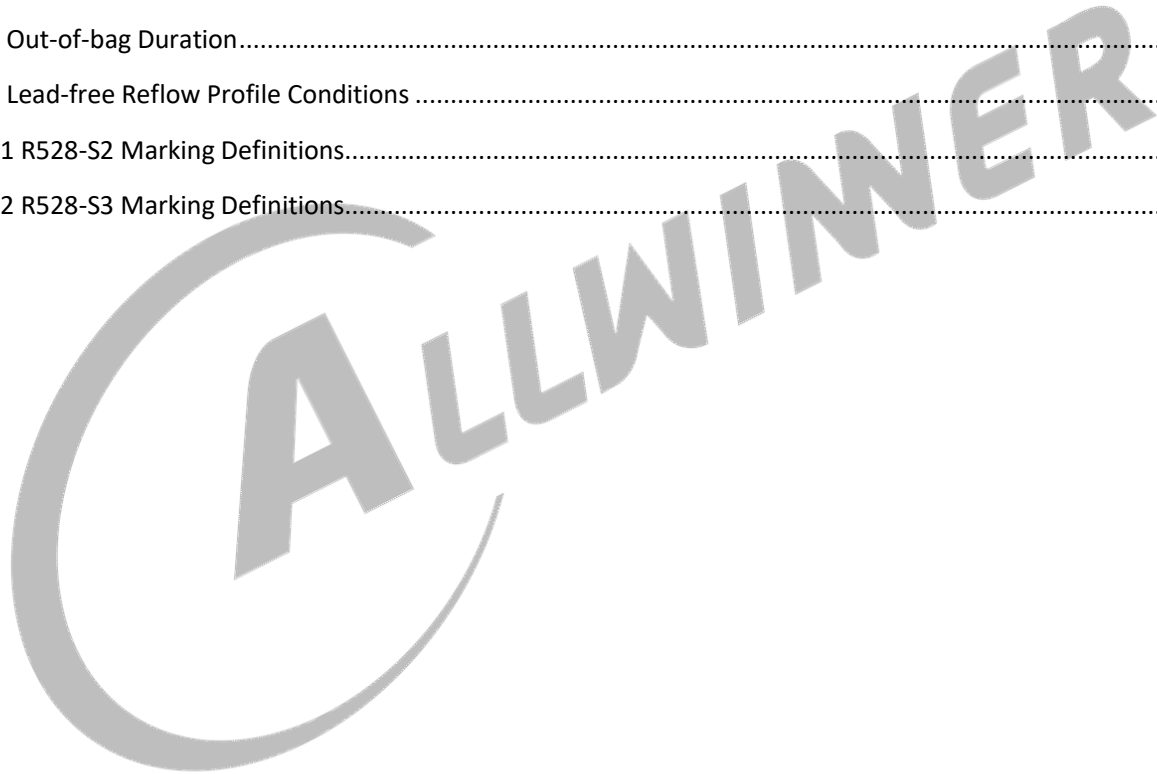 Out-of-bag Duration
Lead-free Reflow Profile Conditions
1 R528-S2 Marking Definitions
2 R528-S3 Marking Definitions
ALLWINNER